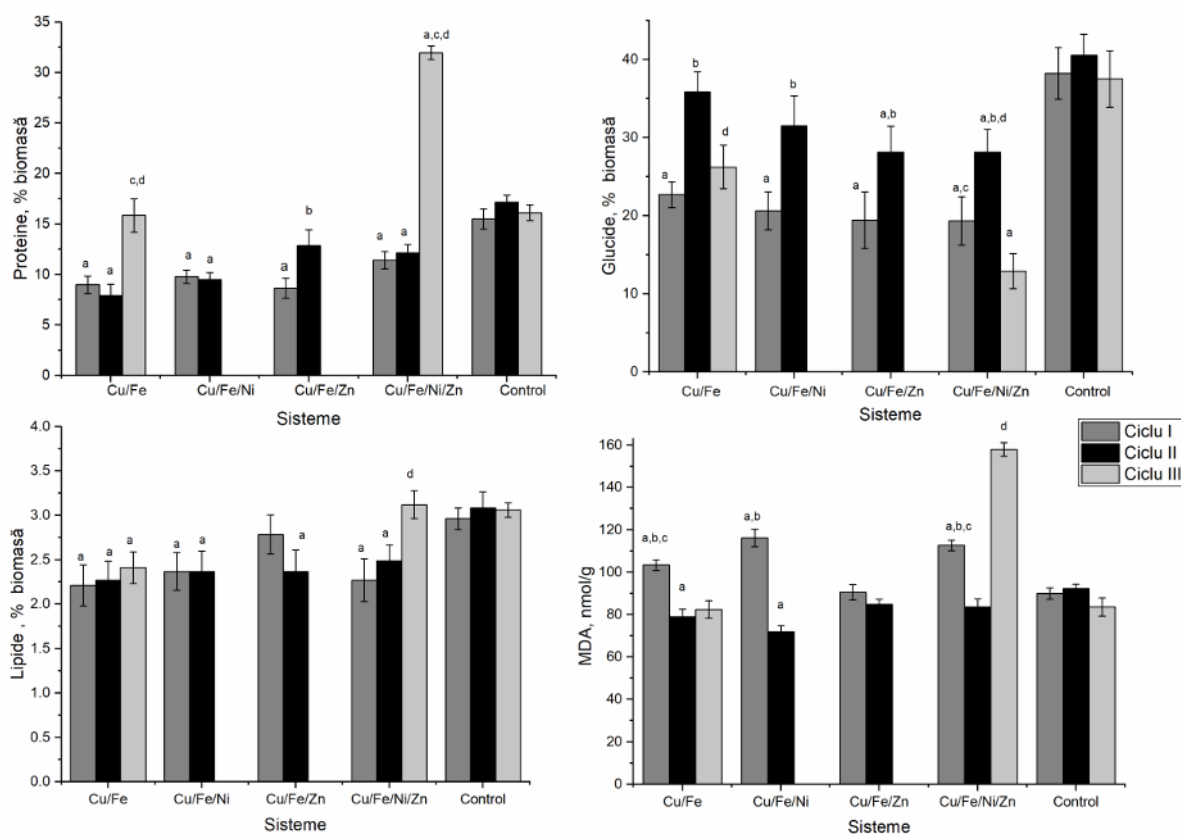 Proteine, % biomasă
35
30
25
20
15
10
5
0
a
a
c,d
a
a
a
b
a
a
a,c,d
Cu/Fe
Cu/Fe/Ni
Cu/Fe/Zn
Cu/Fe/Ni/Zn
Control
Sisteme
Glucide, % biomasă
40
30
20
10
0
a
b
d
a
b
a
a,b
a,c
a,b,d
a
Cu/Fe
Cu/Fe/Ni
Cu/Fe/Zn
Cu/Fe/Ni/Zn
Control
Sisteme
Lipide , % biomasă
4.0
3.5
3.0
2.5
2.0
1.5
1.0
0.5
0.0
a
a
a
a
a
a
a
a
d
Cu/Fe
Cu/Fe/Ni
Cu/Fe/Zn
Cu/Fe/Ni/Zn
Control
Sisteme
MDA, nmol/g
160
140
120
100
80
60
40
20
0
a,b,c
a
a,b
a
a,b,c
d
Cu/Fe
Cu/Fe/Ni
Cu/Fe/Zn
Cu/Fe/Ni/Zn
Control
Sisteme
Ciclu I
Ciclu II
Ciclu III